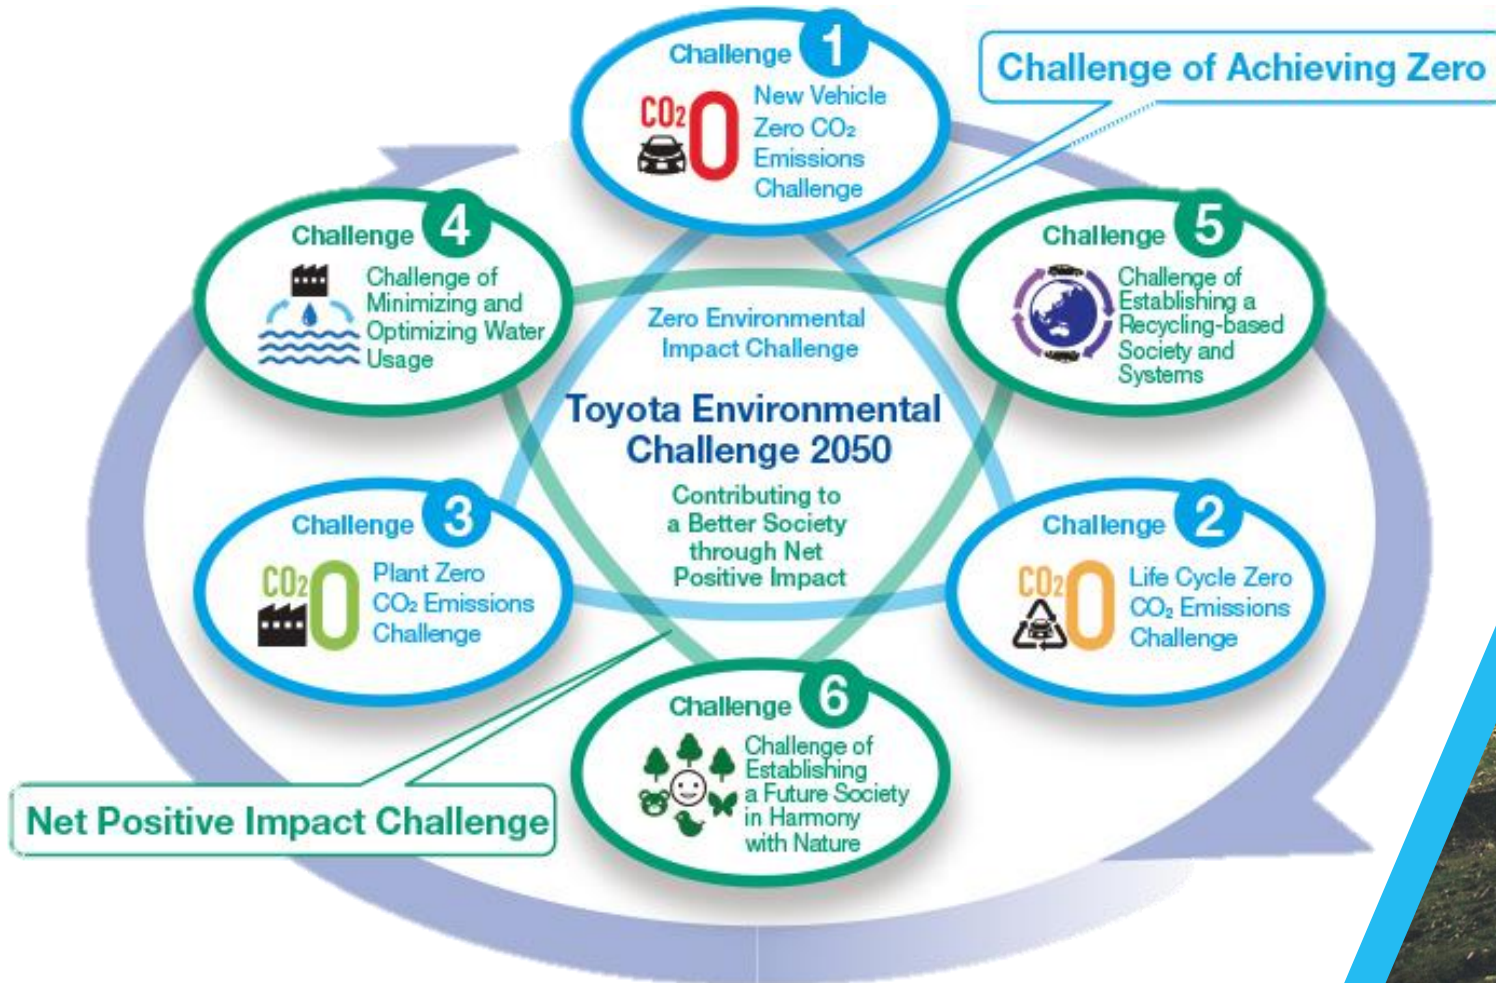 Challenge 1
CO₂ 0
New Vehicle
Zero CO₂
Emissions
Challenge
Challenge of Achieving Zero
Challenge 4
Challenge of
Minimizing and
Optimizing Water
Usage
Challenge 5
Challenge of
Establishing a
Recycling-based
Society and
Systems
Zero Environmental
Impact Challenge
Toyota Environmental
Challenge 2050
Contributing to
a Better Society
through Net
Positive Impact
Challenge 3
CO₂ 0
Plant Zero
CO₂ Emissions
Challenge
Challenge 2
CO₂ 0
Life Cycle Zero
CO₂ Emissions
Challenge
Challenge 6
Challenge of
Establishing
a Future Society
in Harmony
with Nature
Net Positive Impact Challenge